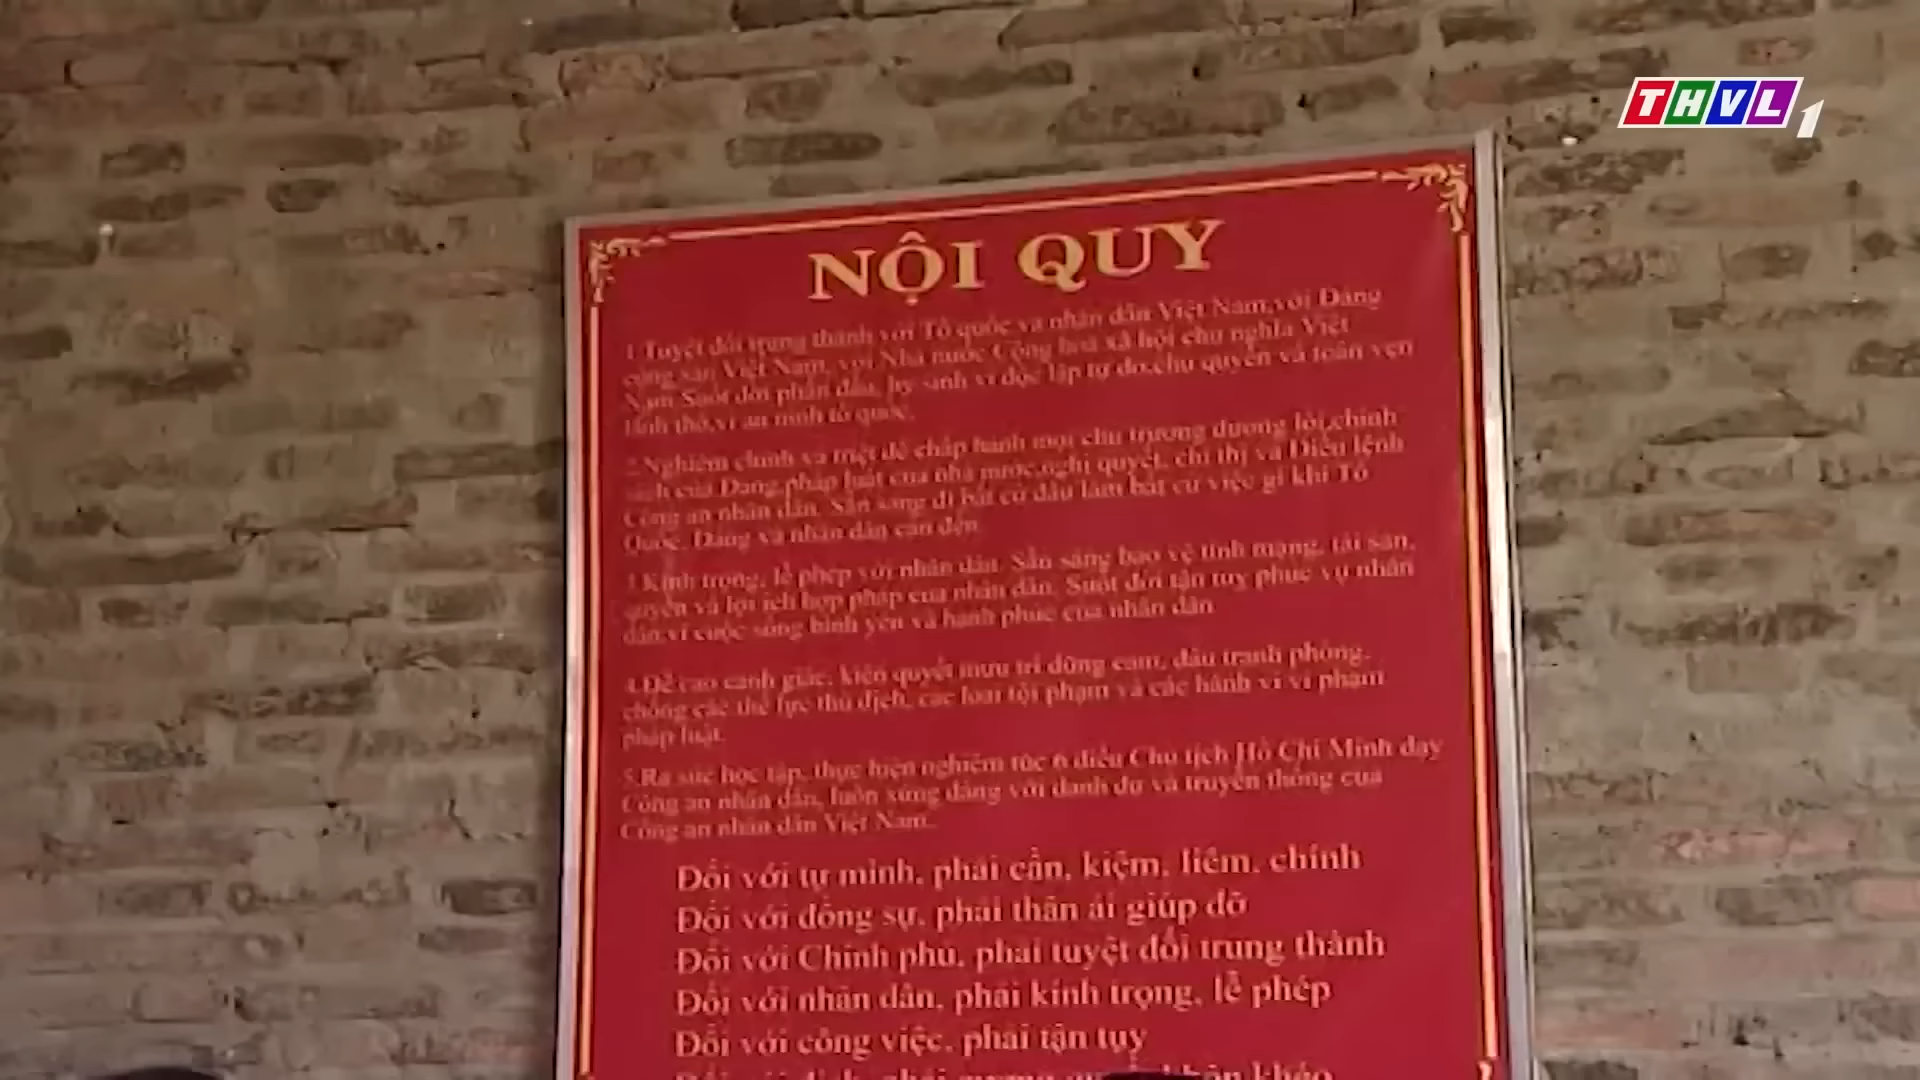 THVL1
NỘI QUY
1.Tuyệt đối trung thành với Tổ quốc và nhân dân Việt Nam,với Đảng
cộng sản Việt Nam, với Nhà nước Cộng hoà xã hội chủ nghĩa Việt
Nam.Suốt đời phấn đấu, hy sinh vì độc lập tự do,chủ quyền và toàn vẹn
lãnh thổ,vì an ninh tổ quốc.
2.Nghiêm chỉnh và triệt để chấp hành mọi chủ trương đường lối,chính
sách của Đảng,pháp luật của nhà nước,nghị quyết, chỉ thị và Điều lệnh
Công an nhân dân. Sẵn sàng đi bất cứ đâu làm bất cứ việc gì khi Tổ
Quốc, Đảng và nhân dân cần đến.
3.Kính trọng, lễ phép với nhân dân. Sẵn sàng bảo vệ tính mạng, tài sản,
quyền và lợi ích hợp pháp của nhân dân. Suốt đời tận tuỵ phục vụ nhân
dân,vì cuộc sống bình yên và hạnh phúc của nhân dân
4.Đề cao cảnh giác, kiên quyết mưu trí dũng cảm, đấu tranh phòng,
chống các thế lực thù địch, các loại tội phạm và các hành vi vi phạm
pháp luật.
5.Ra sức học tập, thực hiện nghiêm túc 6 điều Chủ tịch Hồ Chí Minh dạy
Công an nhân dân, luôn xứng đáng với danh dự và truyền thống của
Công an nhân dân Việt Nam.
Đối với tự mình, phải cần, kiệm, liêm, chính
Đối với đồng sự, phải thân ái giúp đỡ
Đối với Chính phủ, phải tuyệt đối trung thành
Đối với nhân dân, phải kính trọng, lễ phép
Đối với công việc, phải tận tụy
khôn khéo